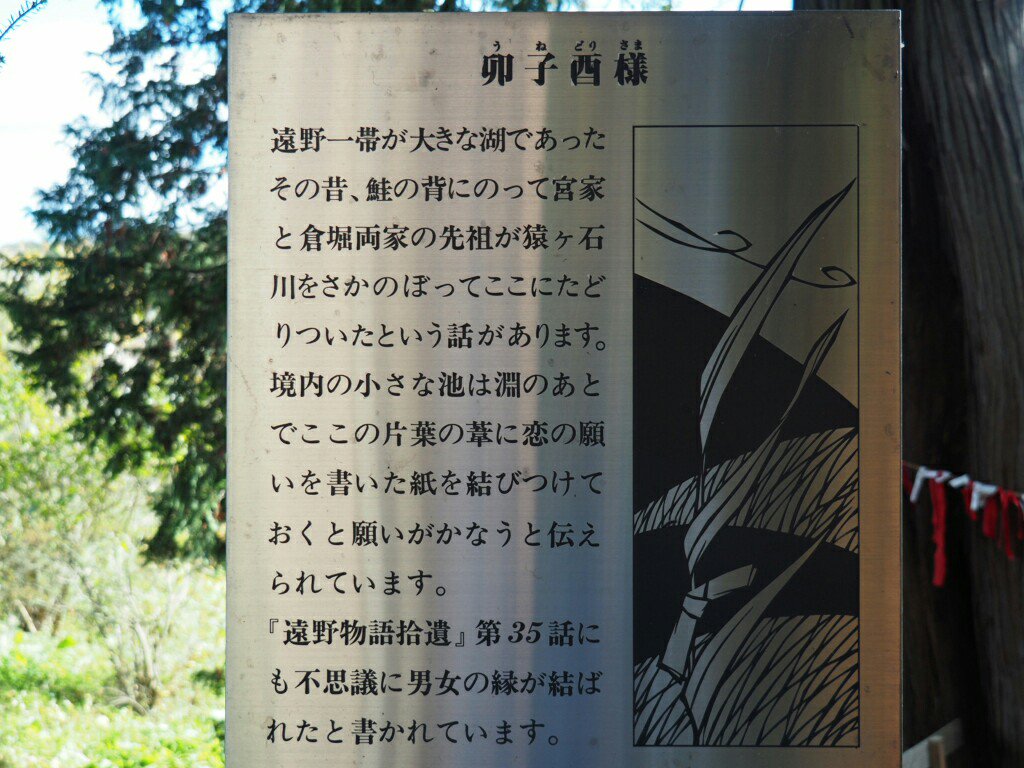 うねどりさま
卯子酉様
遠野一帯が大きな湖であった
その昔、鮭の背にのって宮家
と倉堀両家の先祖が猿ヶ石
川をさかのぼってここにたど
りついたという話があります。
境内の小さな池は淵のあと
でここの片葉の葦に恋の願
いを書いた紙を結びつけて
おくと願いがかなうと伝え
られています。
『遠野物語拾遺』第35話に
も不思議に男女の縁が結ば
れたと書かれています。